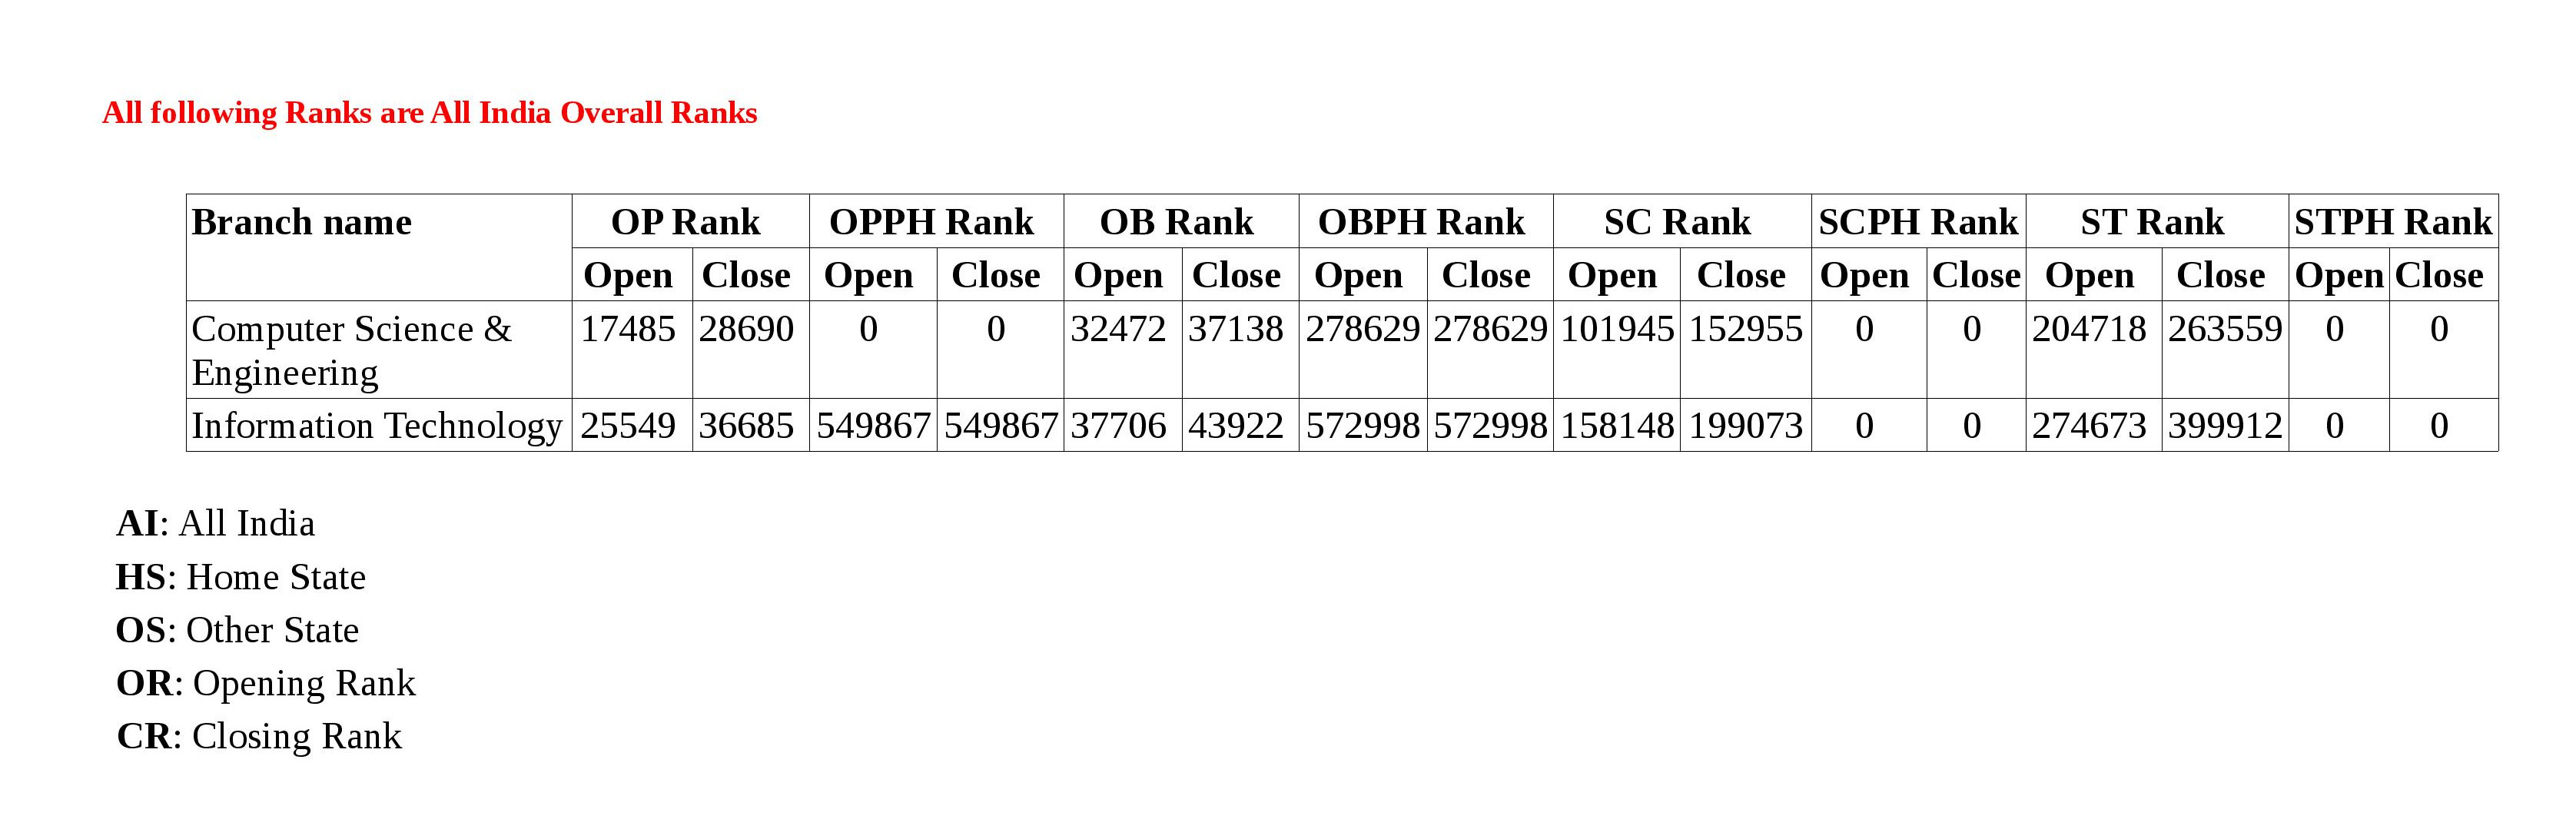 All following Ranks are All India Overall Ranks
Branch name OP Rank OPPH Rank OB Rank OBPH Rank SC Rank SCPH Rank ST Rank STPH Rank
Open Close Open Close Open Close Open Close Open Close Open Close Open Close Open Close
Computer Science & 17485 28690 0 0 32472 37138 278629 278629 101945 152955 0 0 204718 263559 0 0
Engineering
Information Technology 25549 36685 549867 549867 37706 43922 572998 572998 158148 199073 0 0 274673 399912 0 0
AI: All India
HS: Home State
OS: Other State
OR: Opening Rank
CR: Closing Rank